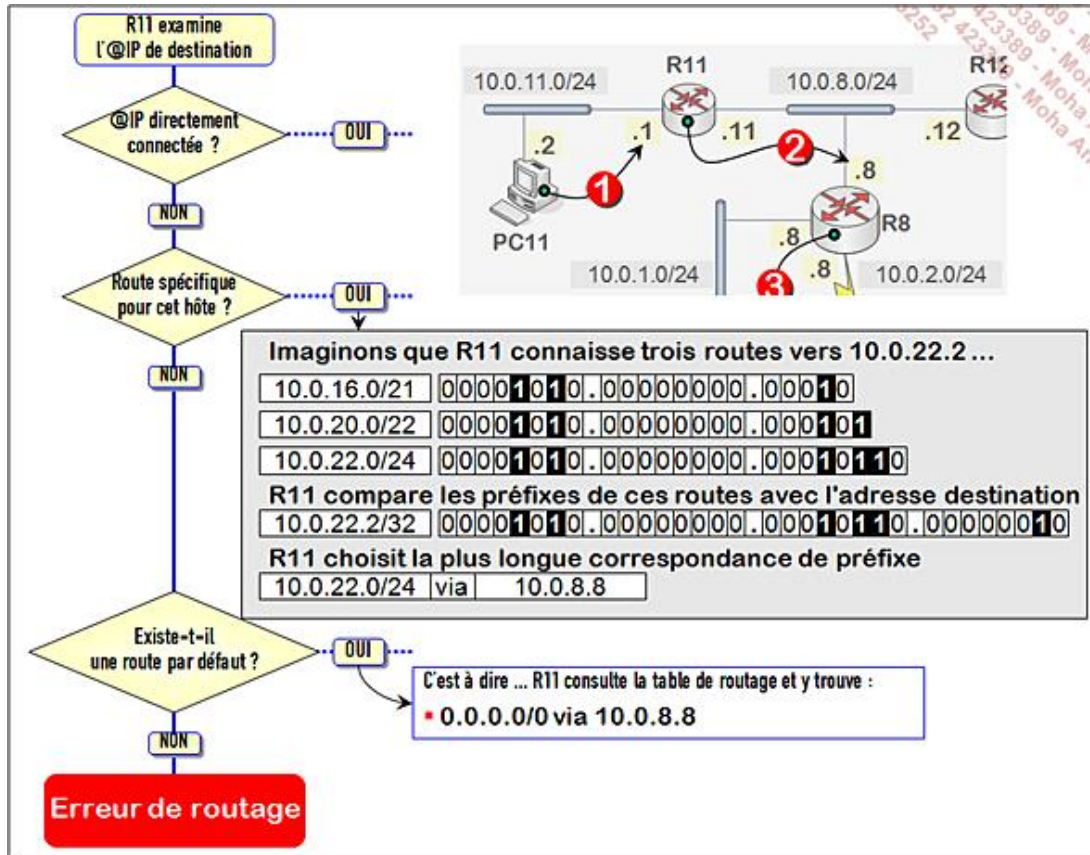 R11 examine
l'@IP de destination
@IP directement
connectée ?
OUI
NON
Route spécifique
pour cet hôte ?
OUI
NON
10.0.11.0/24
R11
10.0.8.0/24
R12
.2
.1
.11
.12
1
2
.8
PC11
R8
.8
10.0.1.0/24
3
.8
10.0.2.0/24
Imaginons que R11 connaisse trois routes vers 10.0.22.2 ...
10.0.16.0/21 00001010.00000000.00010
10.0.20.0/22 00001010.00000000.000101
10.0.22.0/24 00001010.00000000.00010110
R11 compare les préfixes de ces routes avec l'adresse destination
10.0.22.2/32 00001010.00000000.00010110.00000010
R11 choisit la plus longue correspondance de préfixe
10.0.22.0/24 via 10.0.8.8
Existe-t-il
une route par défaut ?
OUI
C'est à dire ... R11 consulte la table de routage et y trouve :
▪ 0.0.0.0/0 via 10.0.8.8
NON
Erreur de routage